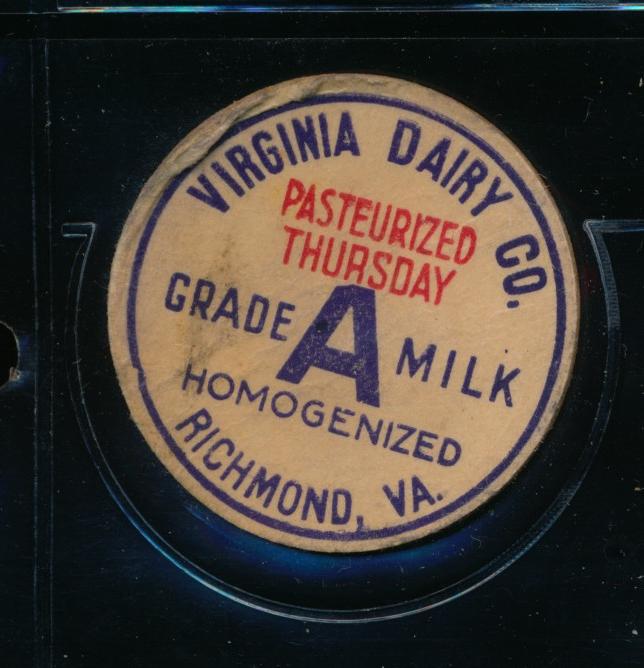 VIRGINIA DAIRY CO.
PASTEURIZED
THURSDAY
GRADE A MILK
HOMOGENIZED
RICHMOND, VA.